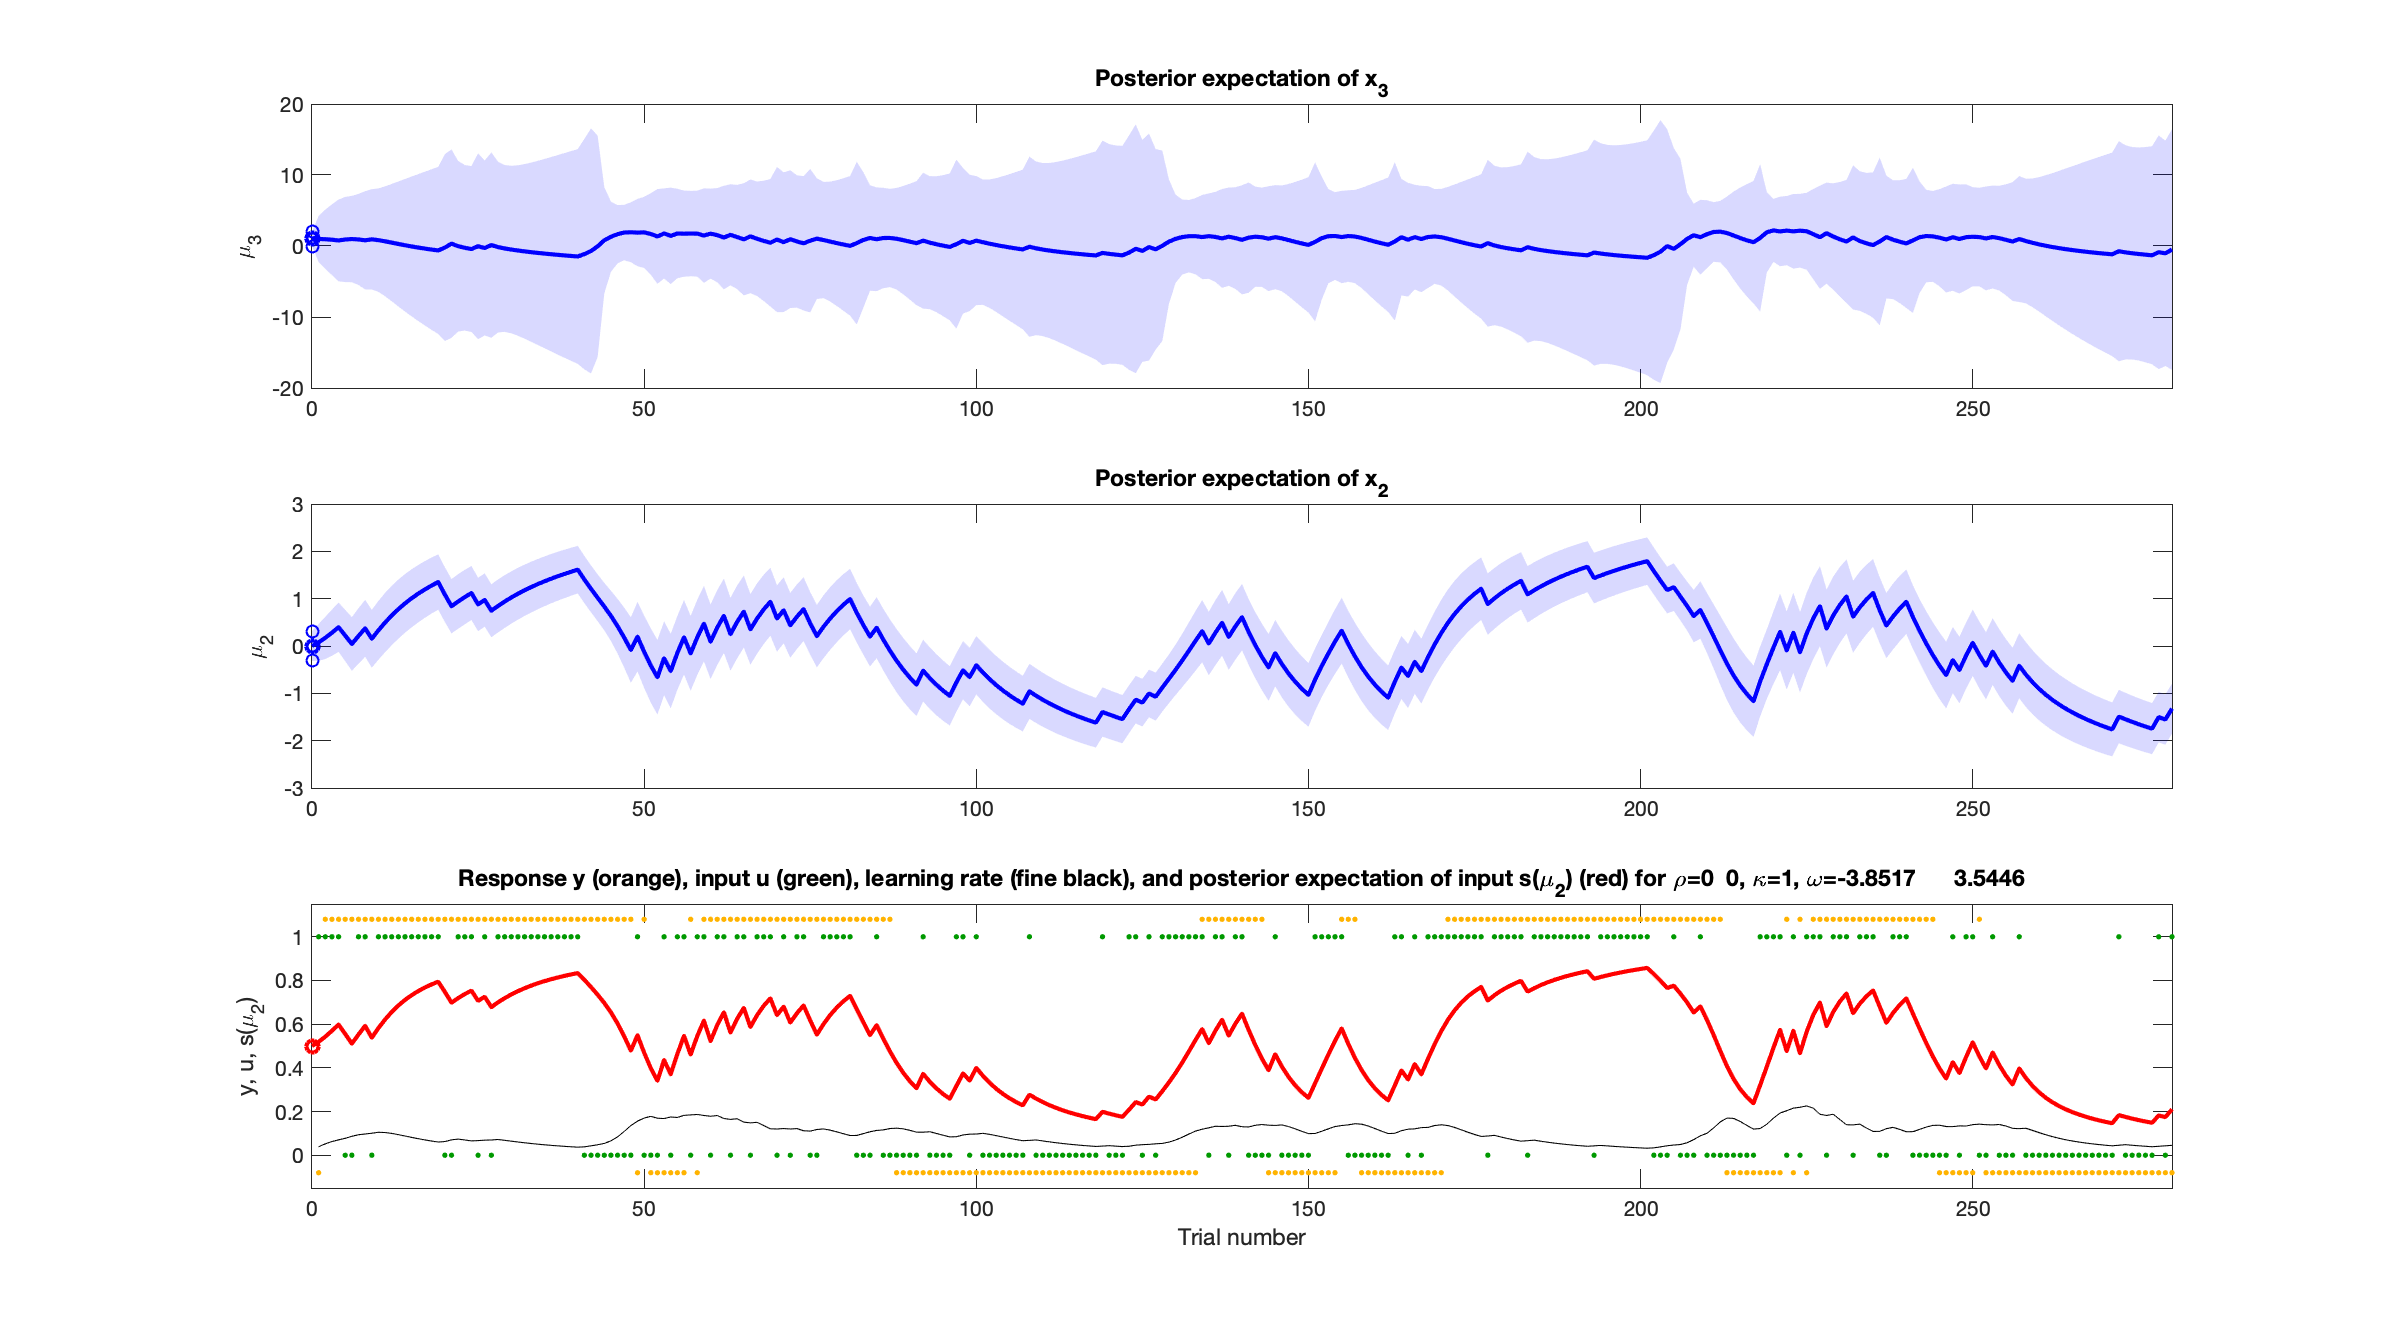 Posterior expectation of x3
20
10
0
-10
-20
μ3
0 50 100 150 200 250
Posterior expectation of x2
3
2
1
0
-1
-2
-3
μ2
0 50 100 150 200 250
Response y (orange), input u (green), learning rate (fine black), and posterior expectation of input s(μ2) (red) for ρ=0 0, κ=1, ω=-3.8517 3.5446
1
0.8
0.6
0.4
0.2
0
y, u, s(μ2)
0 50 100 150 200 250
Trial number